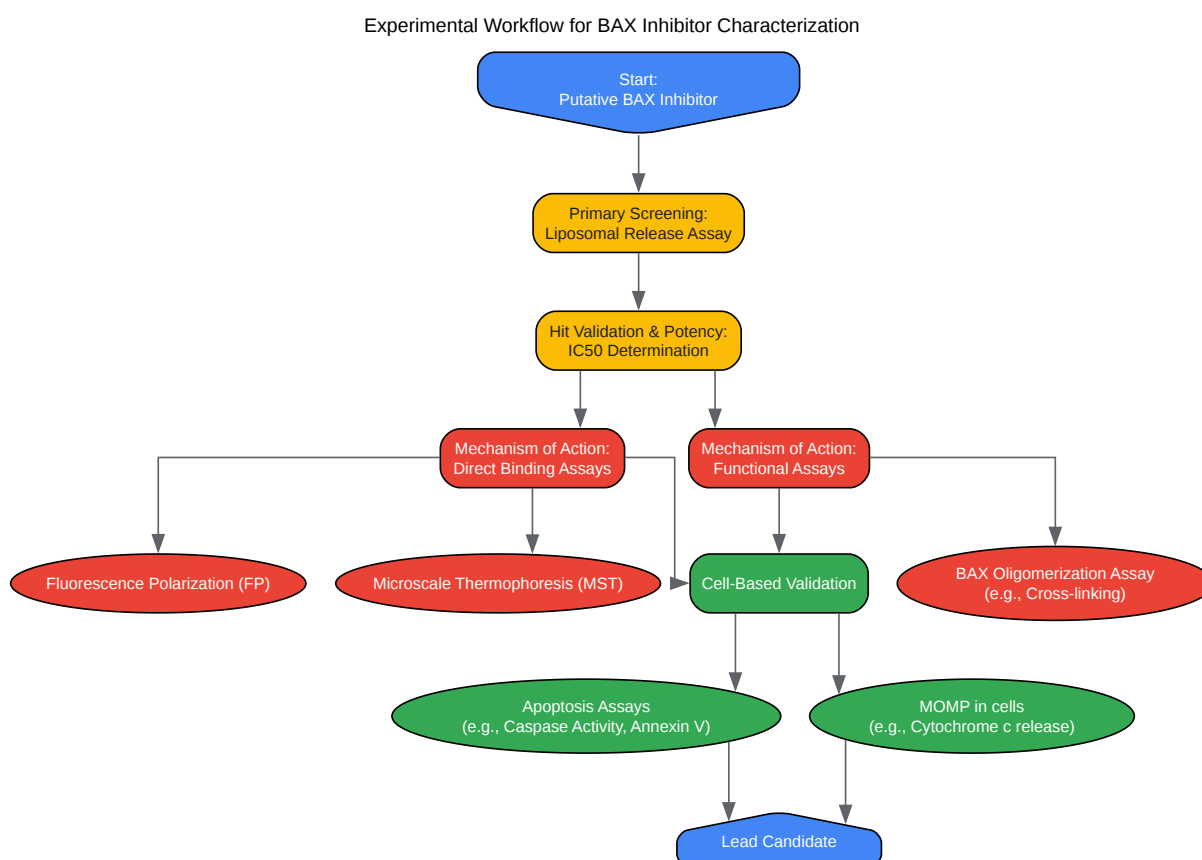 Experimental Workflow for BAX Inhibitor Characterization
Start:
Putative BAX Inhibitor
Primary Screening:
Liposomal Release Assay
Hit Validation & Potency:
IC50 Determination
Mechanism of Action:
Direct Binding Assays
Mechanism of Action:
Functional Assays
Fluorescence Polarization (FP)
Microscale Thermophoresis (MST)
Cell-Based Validation
BAX Oligomerization Assay
(e.g., Cross-linking)
Apoptosis Assays
(e.g., Caspase Activity, Annexin V)
MOMP in cells
(e.g., Cytochrome c release)
Lead Candidate